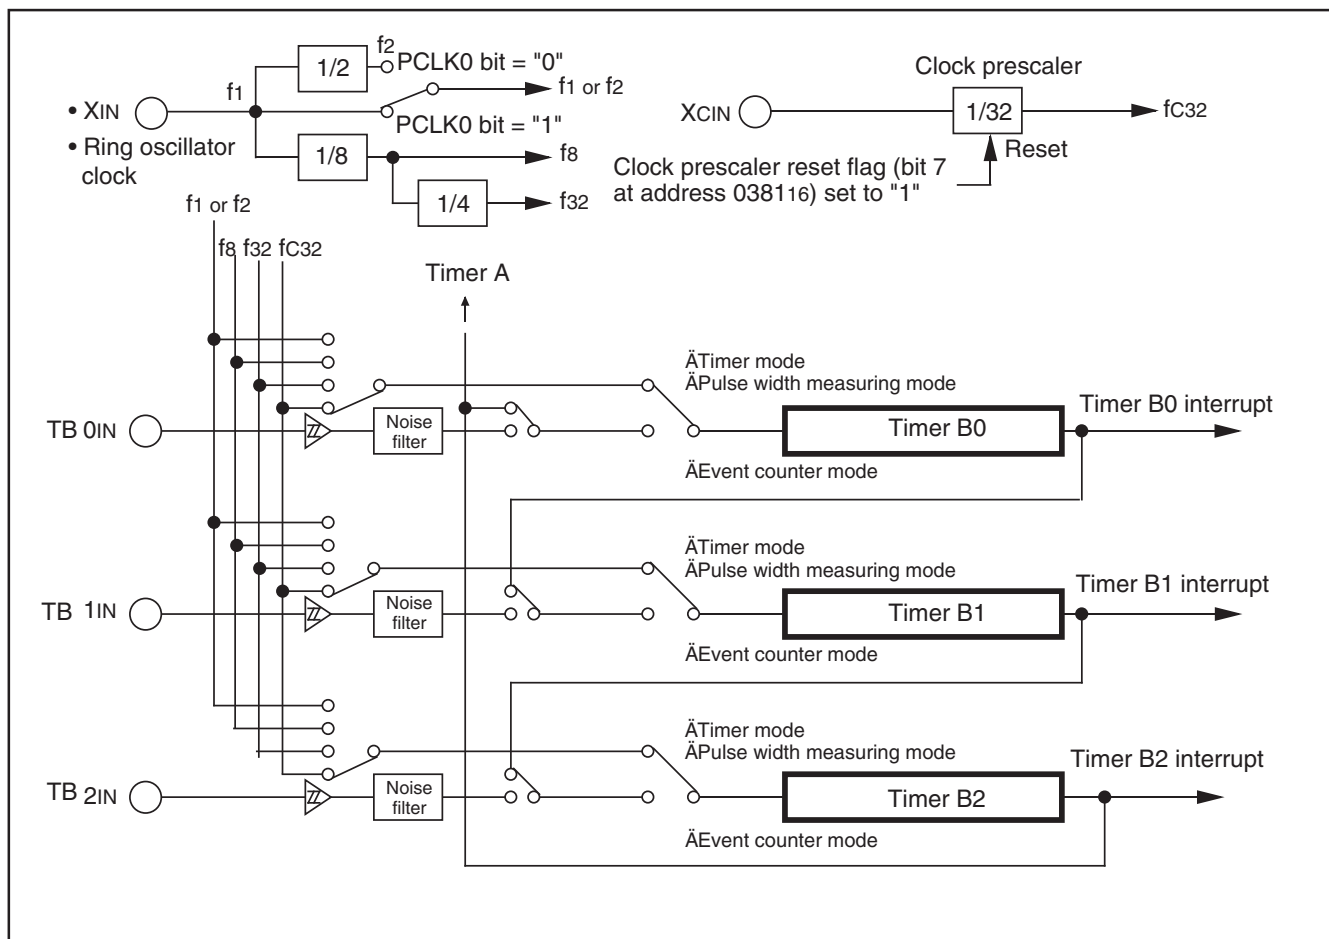 f2
1/2
PCLK0 bit = "0"
f1
f1 or f2
• XIN
PCLK0 bit = "1"
• Ring oscillator
clock
1/8
f8
1/4
f32
Clock prescaler
XCIN
1/32
fC32
Reset
Clock prescaler reset flag (bit 7
at address 038116) set to "1"
f1 or f2
f8 f32 fC32
Timer A
ÄTimer mode
ÄPulse width measuring mode
TB 0IN
Noise
filter
Timer B0
Timer B0 interrupt
ÄEvent counter mode
ÄTimer mode
ÄPulse width measuring mode
TB 1IN
Noise
filter
Timer B1
Timer B1 interrupt
ÄEvent counter mode
ÄTimer mode
ÄPulse width measuring mode
TB 2IN
Noise
filter
Timer B2
Timer B2 interrupt
ÄEvent counter mode